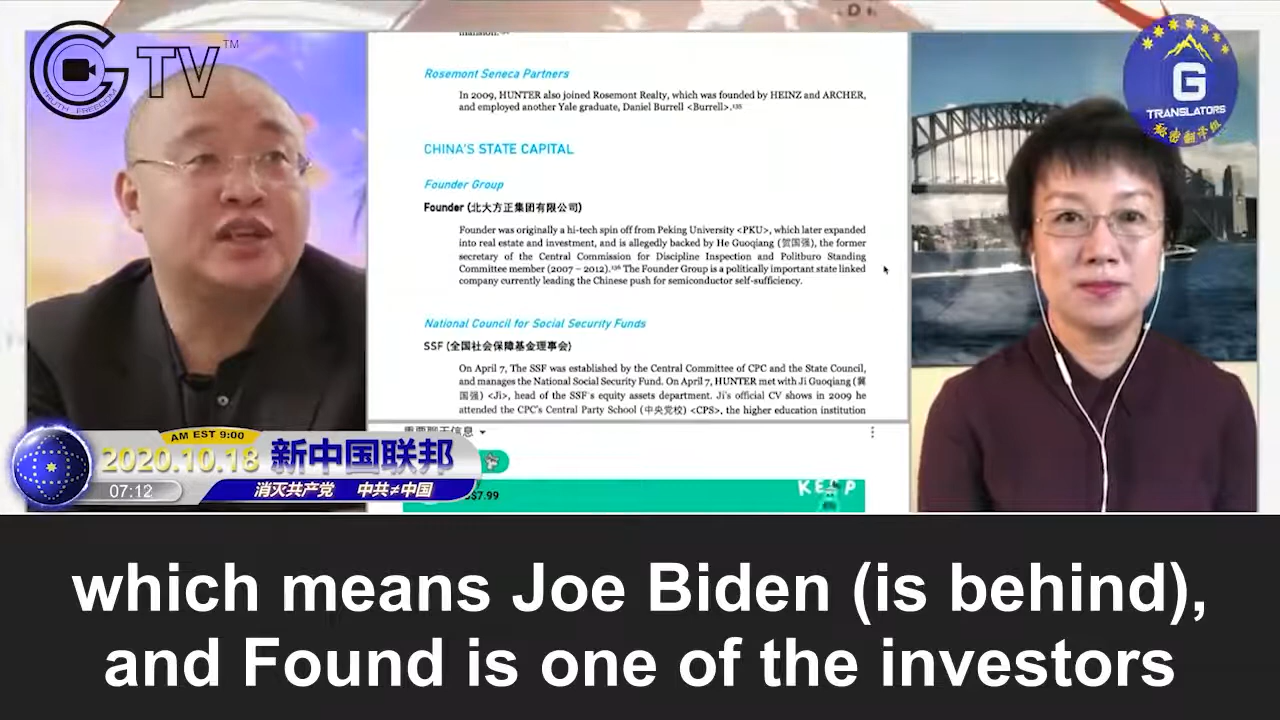 GTV™
TRUTH FREEDOM
G
TRANSLATORS
秘密翻译组
mansion.
Rosemont Seneca Partners
In 2009, HUNTER also joined Rosemont Realty, which was founded by HEINZ and ARCHER,
and employed another Yale graduate, Daniel Burrell <Burrell>.¹³⁵
CHINA'S STATE CAPITAL
Founder Group
Founder (北大方正集团有限公司)
Founder was originally a hi-tech spin off from Peking University <PKU>, which later expanded
into real estate and investment, and is allegedly backed by He Guoqiang (贺国强), the former
secretary of the Central Commission for Discipline Inspection and Politburo Standing
Committee member (2007 – 2012).¹³⁶ The Founder Group is a politically important state linked
company currently leading the Chinese push for semiconductor self-sufficiency.
National Council for Social Security Funds
SSF (全国社会保障基金理事会)
On April 7, The SSF was established by the Central Committee of CPC and the State Council,
and manages the National Social Security Fund. On April 7, HUNTER met with Ji Guoqiang (冀
国强) <Ji>, head of the SSF's equity assets department. Ji's official CV shows in 2009 he
attended the CPC's Central Party School (中央党校) <CPS>, the higher education institution
AM EST 9:00
2020.10.18
新中国联邦
07:12
消灭共产党 中共≠中国
$7.99
which means Joe Biden (is behind),
and Found is one of the investors